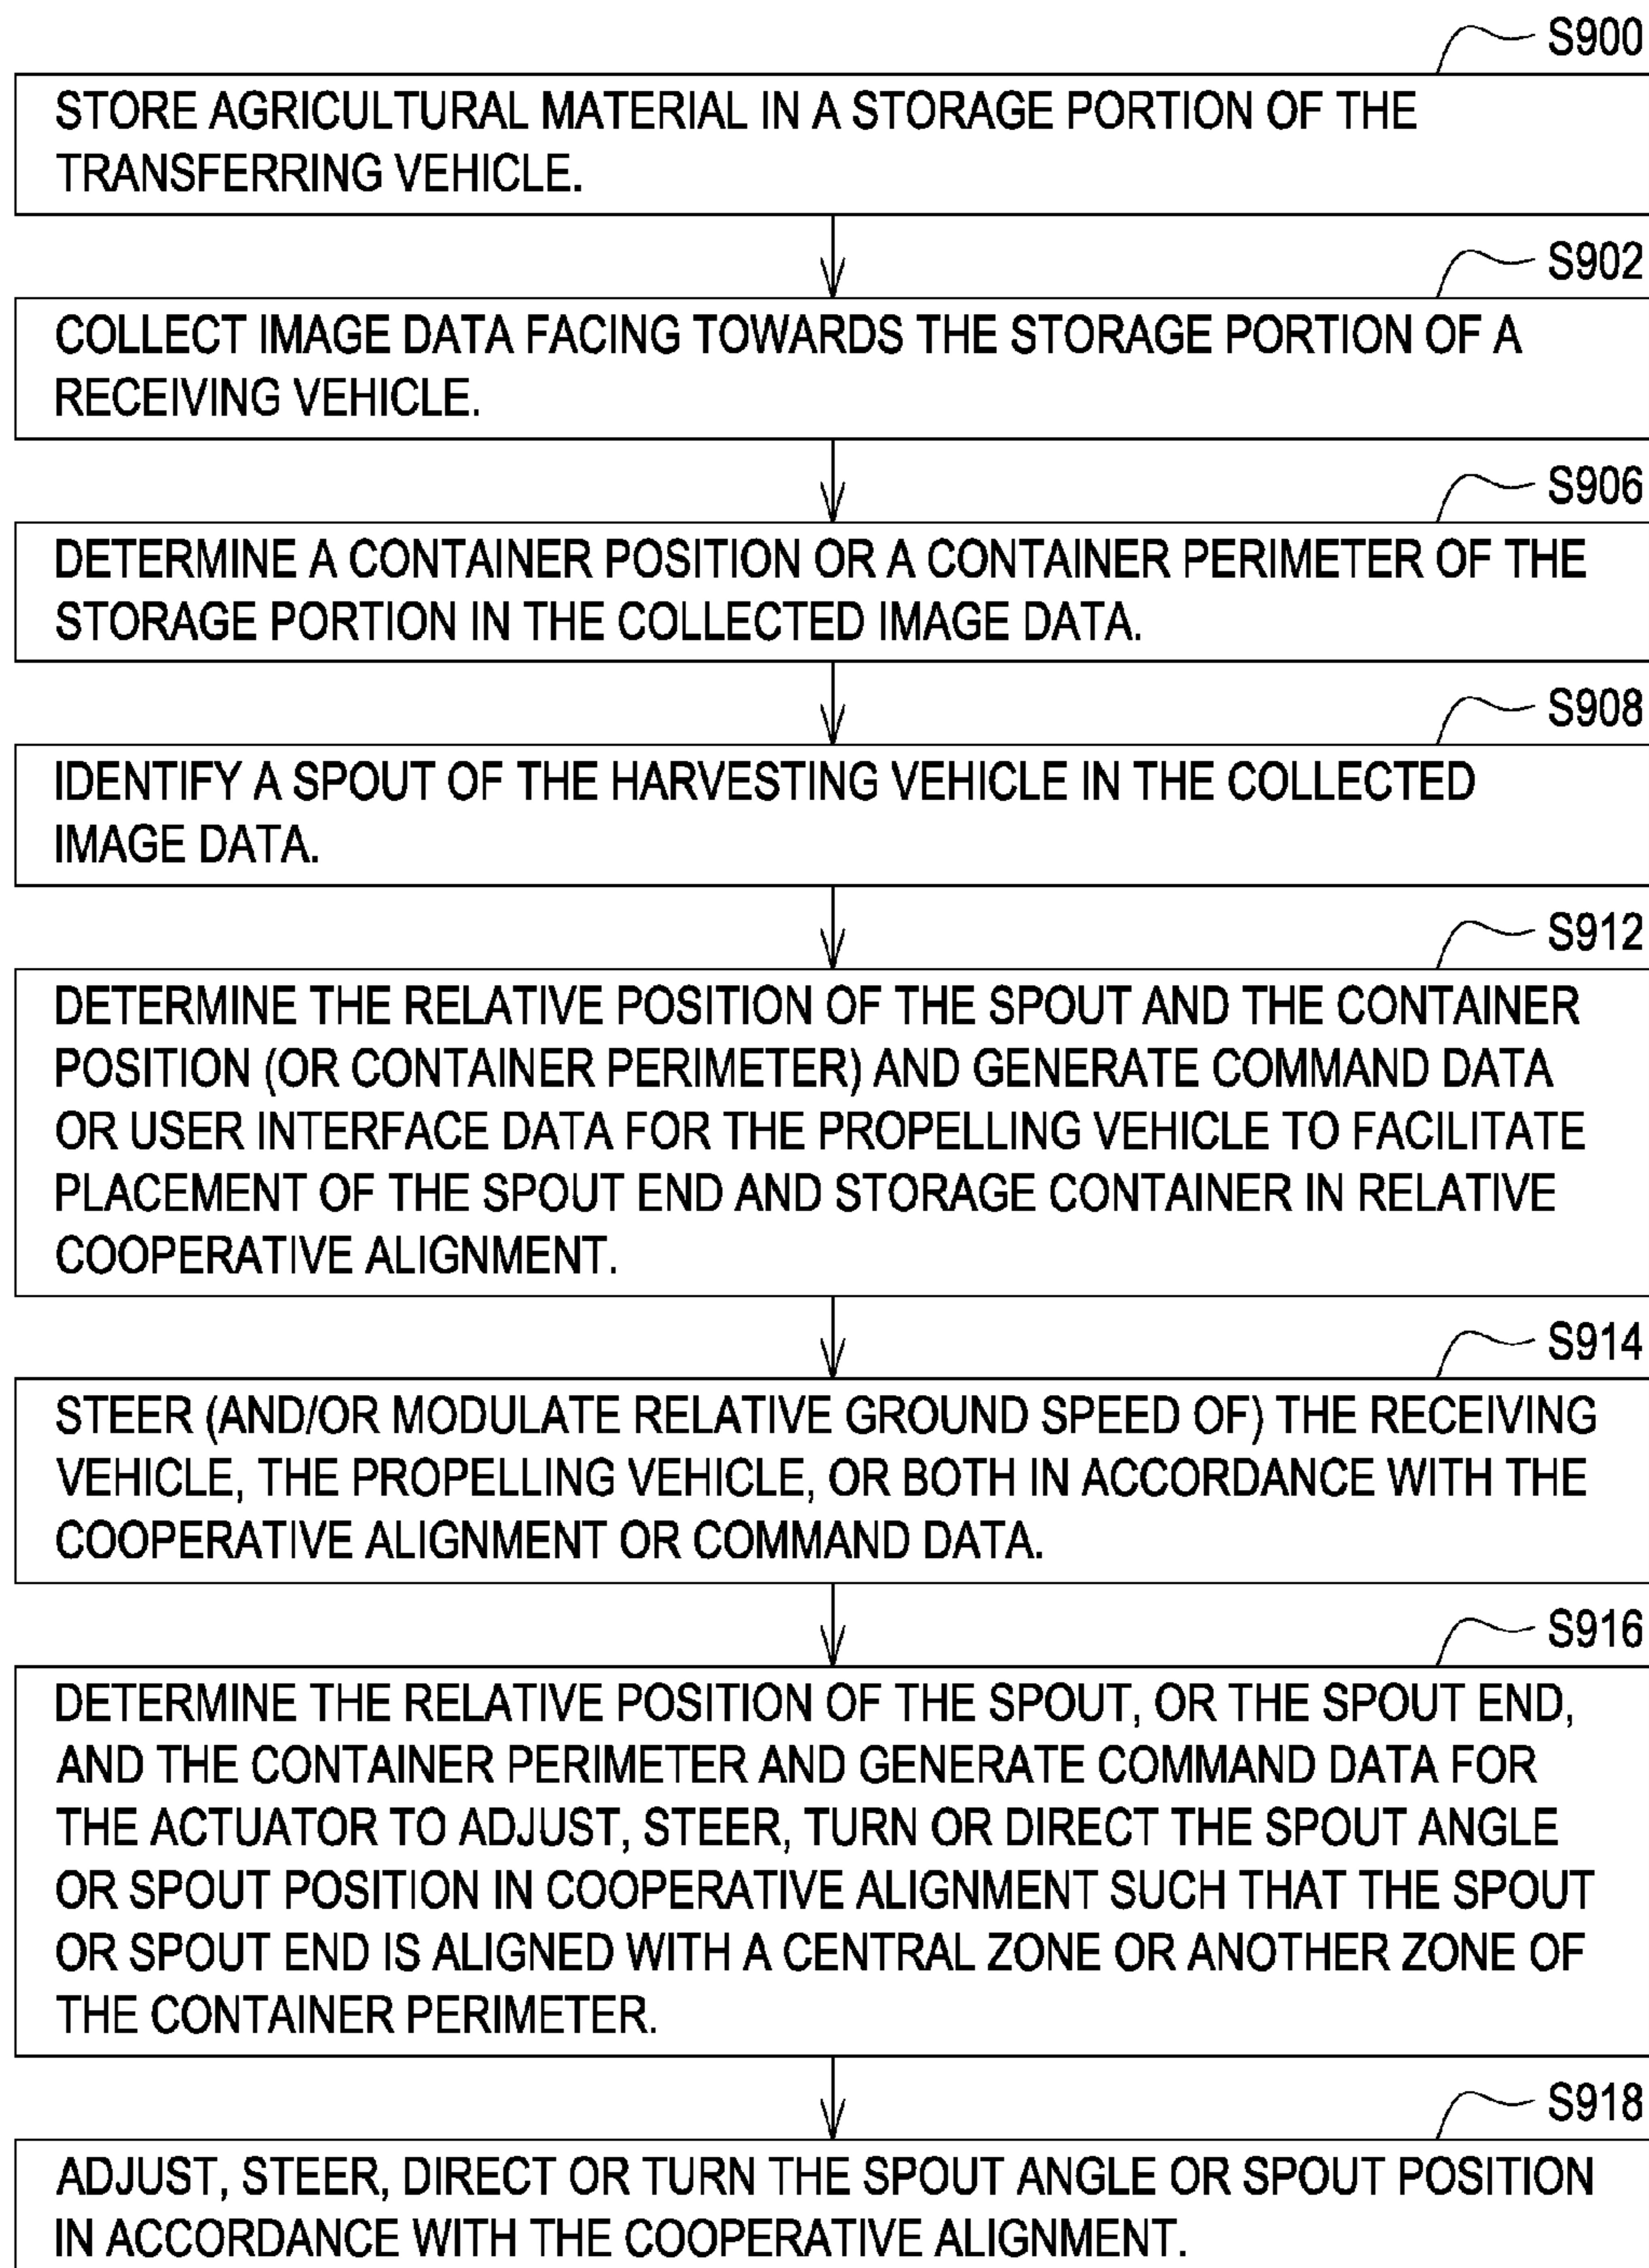 S900
STORE AGRICULTURAL MATERIAL IN A STORAGE PORTION OF THE
TRANSFERRING VEHICLE.
S902
COLLECT IMAGE DATA FACING TOWARDS THE STORAGE PORTION OF A
RECEIVING VEHICLE.
S906
DETERMINE A CONTAINER POSITION OR A CONTAINER PERIMETER OF THE
STORAGE PORTION IN THE COLLECTED IMAGE DATA.
S908
IDENTIFY A SPOUT OF THE HARVESTING VEHICLE IN THE COLLECTED
IMAGE DATA.
S912
DETERMINE THE RELATIVE POSITION OF THE SPOUT AND THE CONTAINER
POSITION (OR CONTAINER PERIMETER) AND GENERATE COMMAND DATA
OR USER INTERFACE DATA FOR THE PROPELLING VEHICLE TO FACILITATE
PLACEMENT OF THE SPOUT END AND STORAGE CONTAINER IN RELATIVE
COOPERATIVE ALIGNMENT.
S914
STEER (AND/OR MODULATE RELATIVE GROUND SPEED OF) THE RECEIVING
VEHICLE, THE PROPELLING VEHICLE, OR BOTH IN ACCORDANCE WITH THE
COOPERATIVE ALIGNMENT OR COMMAND DATA.
S916
DETERMINE THE RELATIVE POSITION OF THE SPOUT, OR THE SPOUT END,
AND THE CONTAINER PERIMETER AND GENERATE COMMAND DATA FOR
THE ACTUATOR TO ADJUST, STEER, TURN OR DIRECT THE SPOUT ANGLE
OR SPOUT POSITION IN COOPERATIVE ALIGNMENT SUCH THAT THE SPOUT
OR SPOUT END IS ALIGNED WITH A CENTRAL ZONE OR ANOTHER ZONE OF
THE CONTAINER PERIMETER.
S918
ADJUST, STEER, DIRECT OR TURN THE SPOUT ANGLE OR SPOUT POSITION
IN ACCORDANCE WITH THE COOPERATIVE ALIGNMENT.